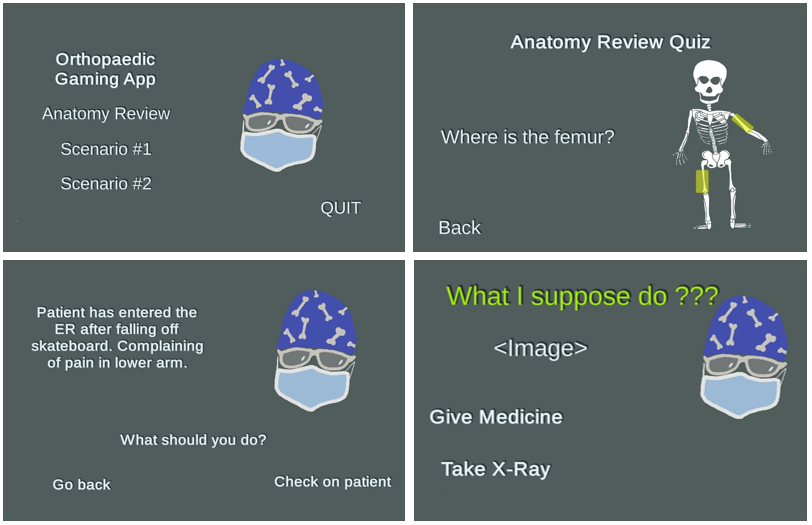 Orthopaedic
Gaming App
Anatomy Review
Scenario #1
Scenario #2
QUIT
Anatomy Review Quiz
Where is the femur?
Back
Patient has entered the
ER after falling off
skateboard. Complaining
of pain in lower arm.
What should you do?
Go back
Check on patient
What I suppose do ???
<Image>
Give Medicine
Take X-Ray